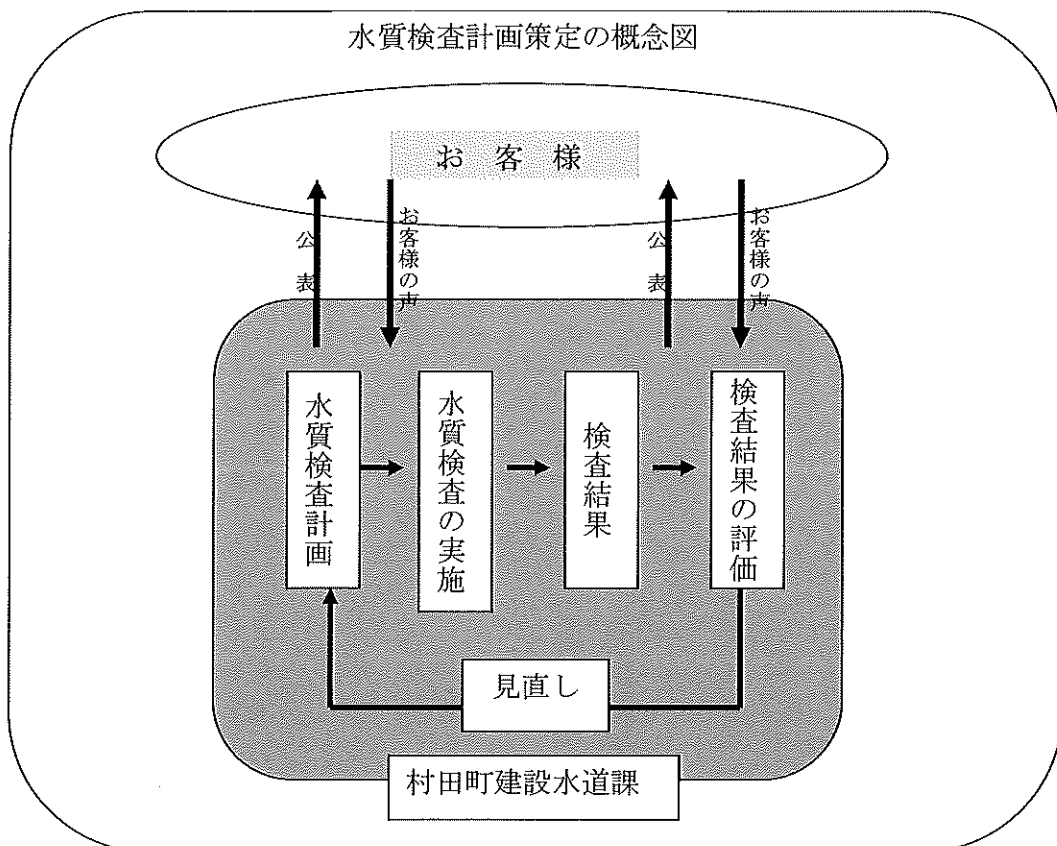 水質検査計画策定の概念図
お客様
公表
お客様の声
公表
お客様の声
水質検査計画
水質検査の実施
検査結果
検査結果の評価
見直し
村田町建設水道課